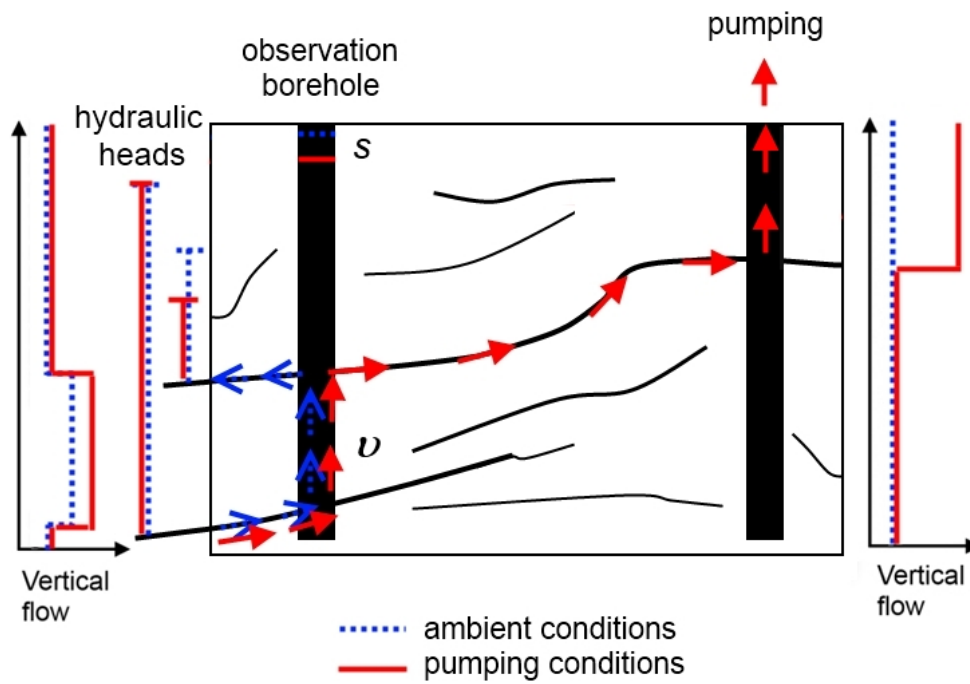 pumping
observation
borehole
hydraulic
heads
s
υ
Vertical
flow
Vertical
flow
ambient conditions
pumping conditions